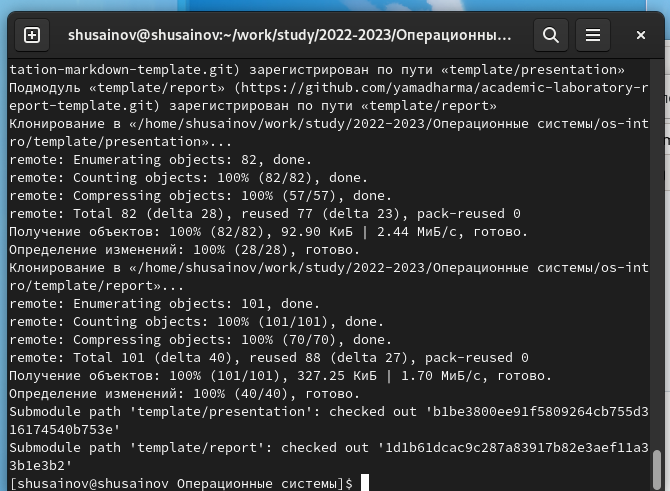 shusainov@shusainov:~/work/study/2022-2023/Операционны...
tation-markdown-template.git) зарегистрирован по пути «template/presentation»
Подмодуль «template/report» (https://github.com/yamadharma/academic-laboratory-r
eport-template.git) зарегистрирован по пути «template/report»
Клонирование в «/home/shusainov/work/study/2022-2023/Операционные системы/os-int
ro/template/presentation»...
remote: Enumerating objects: 82, done.
remote: Counting objects: 100% (82/82), done.
remote: Compressing objects: 100% (57/57), done.
remote: Total 82 (delta 28), reused 77 (delta 23), pack-reused 0
Получение объектов: 100% (82/82), 92.90 КиБ | 2.44 МиБ/с, готово.
Определение изменений: 100% (28/28), готово.
Клонирование в «/home/shusainov/work/study/2022-2023/Операционные системы/os-int
ro/template/report»...
remote: Enumerating objects: 101, done.
remote: Counting objects: 100% (101/101), done.
remote: Compressing objects: 100% (70/70), done.
remote: Total 101 (delta 40), reused 88 (delta 27), pack-reused 0
Получение объектов: 100% (101/101), 327.25 КиБ | 1.70 МиБ/с, готово.
Определение изменений: 100% (40/40), готово.
Submodule path 'template/presentation': checked out 'b1be3800ee91f5809264cb755d3
16174540b753e'
Submodule path 'template/report': checked out '1d1b61dcac9c287a83917b82e3aef11a3
3b1e3b2'
[shusainov@shusainov Операционные системы]$